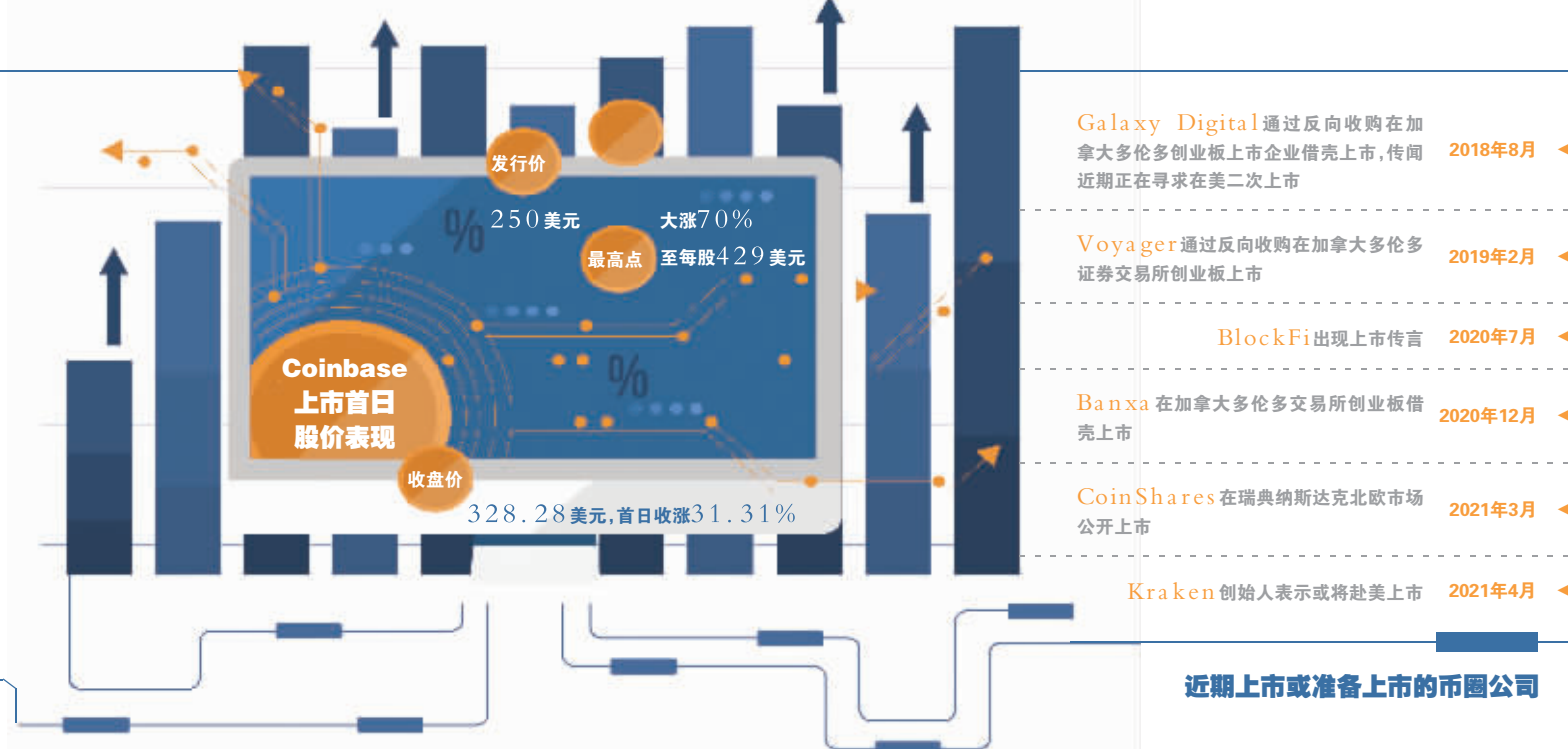 发行价
250美元
大涨70%
最高点
至每股429美元
%
%
Coinbase
上市首日
股价表现
收盘价
328.28美元,首日收涨31.31%
Galaxy Digital通过反向收购在加
拿大多伦多创业板上市企业借壳上市,传闻
近期正在寻求在美二次上市
2018年8月
Voyager通过反向收购在加拿大多伦多
证券交易所创业板上市
2019年2月
BlockFi出现上市传言
2020年7月
Banxa在加拿大多伦多交易所创业板借
壳上市
2020年12月
CoinShares在瑞典纳斯达克北欧市场
公开上市
2021年3月
Kraken创始人表示或将赴美上市
2021年4月
近期上市或准备上市的币圈公司